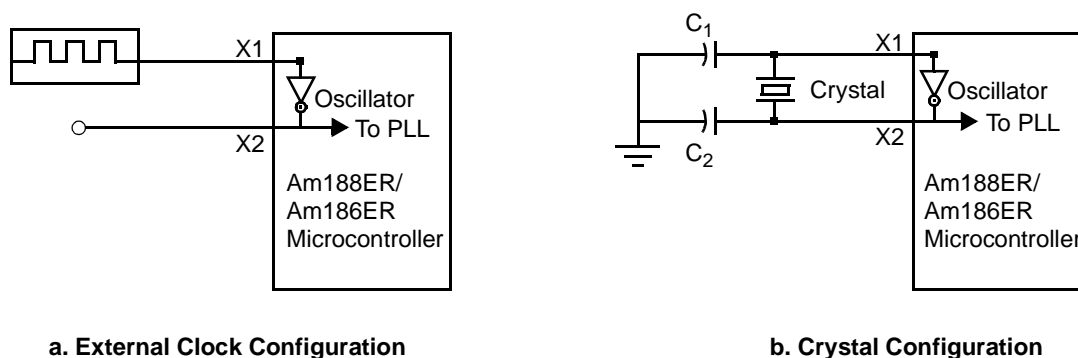 X1
Oscillator
To PLL
X2
Am188ER/
Am186ER
Microcontroller
a. External Clock Configuration
C1
X1
Crystal
Oscillator
To PLL
X2
C2
Am188ER/
Am186ER
Microcontroller
b. Crystal Configuration